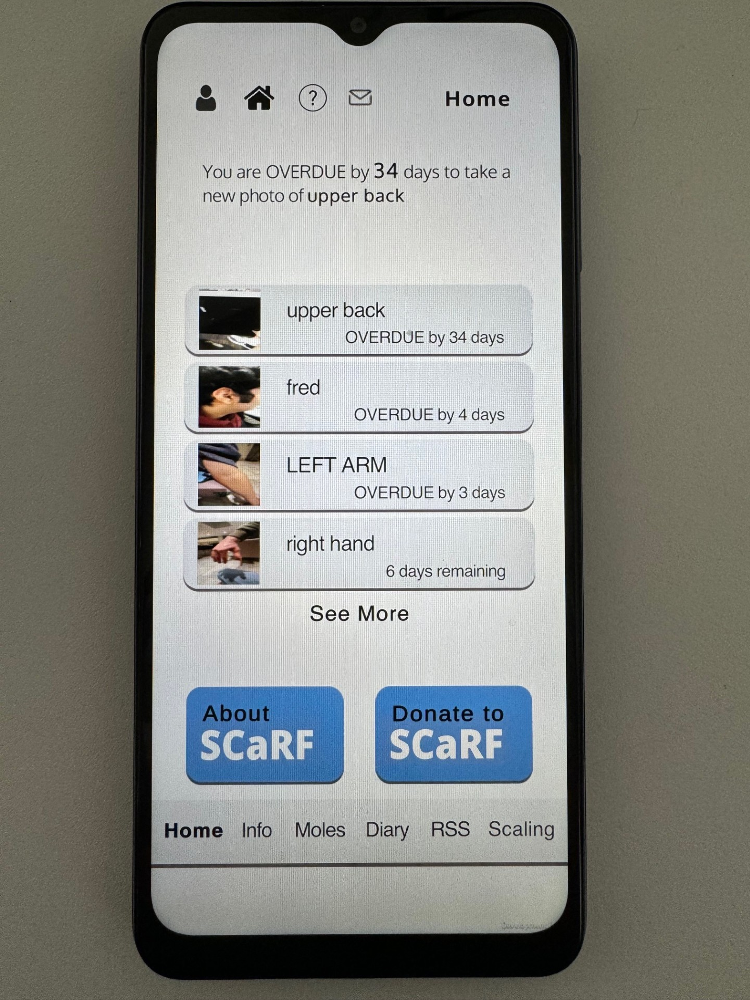 Home
You are OVERDUE by 34 days to take a
new photo of upper back
upper back
OVERDUE by 34 days
fred
OVERDUE by 4 days
LEFT ARM
OVERDUE by 3 days
right hand
6 days remaining
See More
About
SCaRF
Donate to
SCaRF
Home Info Moles Diary RSS Scaling